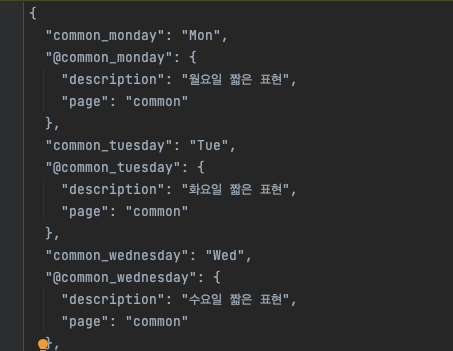 {
"common_monday": "Mon",
"@common_monday": {
"description": "월요일 짧은 표현",
"page": "common"
},
"common_tuesday": "Tue",
"@common_tuesday": {
"description": "화요일 짧은 표현",
"page": "common"
},
"common_wednesday": "Wed",
"@common_wednesday": {
"description": "수요일 짧은 표현",
"page": "common"
},